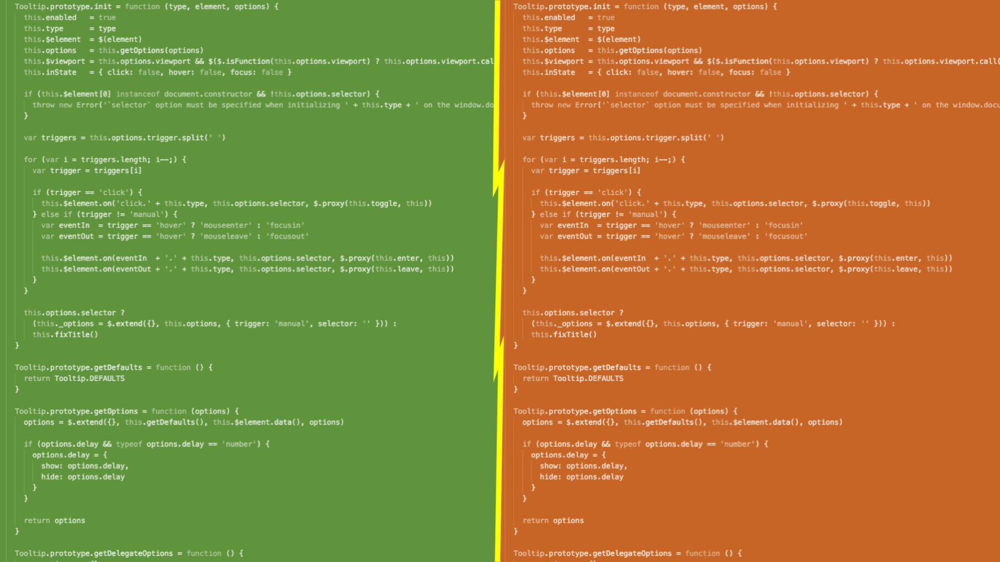 Tooltip.prototype.init = function (type, element, options) {
this.enabled = true
this.type = type
this.$element = $(element)
this.options = this.getOptions(options)
this.$viewport = this.options.viewport && $($.isFunction(this.options.viewport) ? this.options.viewport.cal
this.inState = { click: false, hover: false, focus: false }
if (this.$element[0] instanceof document.constructor && !this.options.selector) {
throw new Error('`selector` option must be specified when initializing ' + this.type + ' on the window.do
}
var triggers = this.options.trigger.split(' ')
for (var i = triggers.length; i--;) {
var trigger = triggers[i]
if (trigger == 'click') {
this.$element.on('click.' + this.type, this.options.selector, $.proxy(this.toggle, this))
} else if (trigger != 'manual') {
var eventIn = trigger == 'hover' ? 'mouseenter' : 'focusin'
var eventOut = trigger == 'hover' ? 'mouseleave' : 'focusout'
this.$element.on(eventIn + '.' + this.type, this.options.selector, $.proxy(this.enter, this))
this.$element.on(eventOut + '.' + this.type, this.options.selector, $.proxy(this.leave, this))
}
}
this.options.selector ?
(this._options = $.extend({}, this.options, { trigger: 'manual', selector: '' })) :
this.fixTitle()
}
Tooltip.prototype.getDefaults = function () {
return Tooltip.DEFAULTS
}
Tooltip.prototype.getOptions = function (options) {
options = $.extend({}, this.getDefaults(), this.$element.data(), options)
if (options.delay && typeof options.delay == 'number') {
options.delay = {
show: options.delay,
hide: options.delay
}
}
return options
}
Tooltip.prototype.getDelegateOptions = function () {
Tooltip.prototype.init = function (type, element, options) {
this.enabled = true
this.type = type
this.$element = $(element)
this.options = this.getOptions(options)
this.$viewport = this.options.viewport && $($.isFunction(this.options.viewport) ? this.options.viewport.call(
this.inState = { click: false, hover: false, focus: false }
if (this.$element[0] instanceof document.constructor && !this.options.selector) {
throw new Error('`selector` option must be specified when initializing ' + this.type + ' on the window.docu
}
var triggers = this.options.trigger.split(' ')
for (var i = triggers.length; i--;) {
var trigger = triggers[i]
if (trigger == 'click') {
this.$element.on('click.' + this.type, this.options.selector, $.proxy(this.toggle, this))
} else if (trigger != 'manual') {
var eventIn = trigger == 'hover' ? 'mouseenter' : 'focusin'
var eventOut = trigger == 'hover' ? 'mouseleave' : 'focusout'
this.$element.on(eventIn + '.' + this.type, this.options.selector, $.proxy(this.enter, this))
this.$element.on(eventOut + '.' + this.type, this.options.selector, $.proxy(this.leave, this))
}
}
this.options.selector ?
(this._options = $.extend({}, this.options, { trigger: 'manual', selector: '' })) :
this.fixTitle()
}
Tooltip.prototype.getDefaults = function () {
return Tooltip.DEFAULTS
}
Tooltip.prototype.getOptions = function (options) {
options = $.extend({}, this.getDefaults(), this.$element.data(), options)
if (options.delay && typeof options.delay == 'number') {
options.delay = {
show: options.delay,
hide: options.delay
}
}
return options
}
Tooltip.prototype.getDelegateOptions = function () {